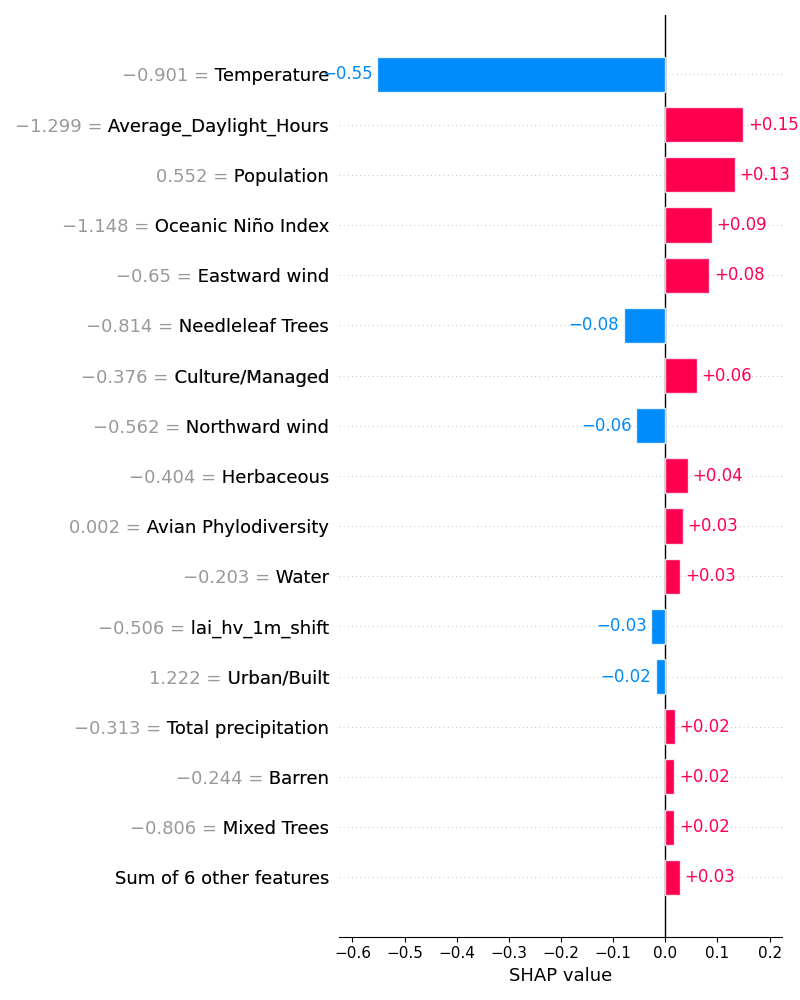 −0.901 = Temperature −0.55
−1.299 = Average_Daylight_Hours +0.15
0.552 = Population +0.13
−1.148 = Oceanic Niño Index +0.09
−0.65 = Eastward wind +0.08
−0.814 = Needleleaf Trees −0.08
−0.376 = Culture/Managed +0.06
−0.562 = Northward wind −0.06
−0.404 = Herbaceous +0.04
0.002 = Avian Phylodiversity +0.03
−0.203 = Water +0.03
−0.506 = lai_hv_1m_shift −0.03
1.222 = Urban/Built −0.02
−0.313 = Total precipitation +0.02
−0.244 = Barren +0.02
−0.806 = Mixed Trees +0.02
Sum of 6 other features +0.03
−0.6 −0.5 −0.4 −0.3 −0.2 −0.1 0.0 0.1 0.2
SHAP value